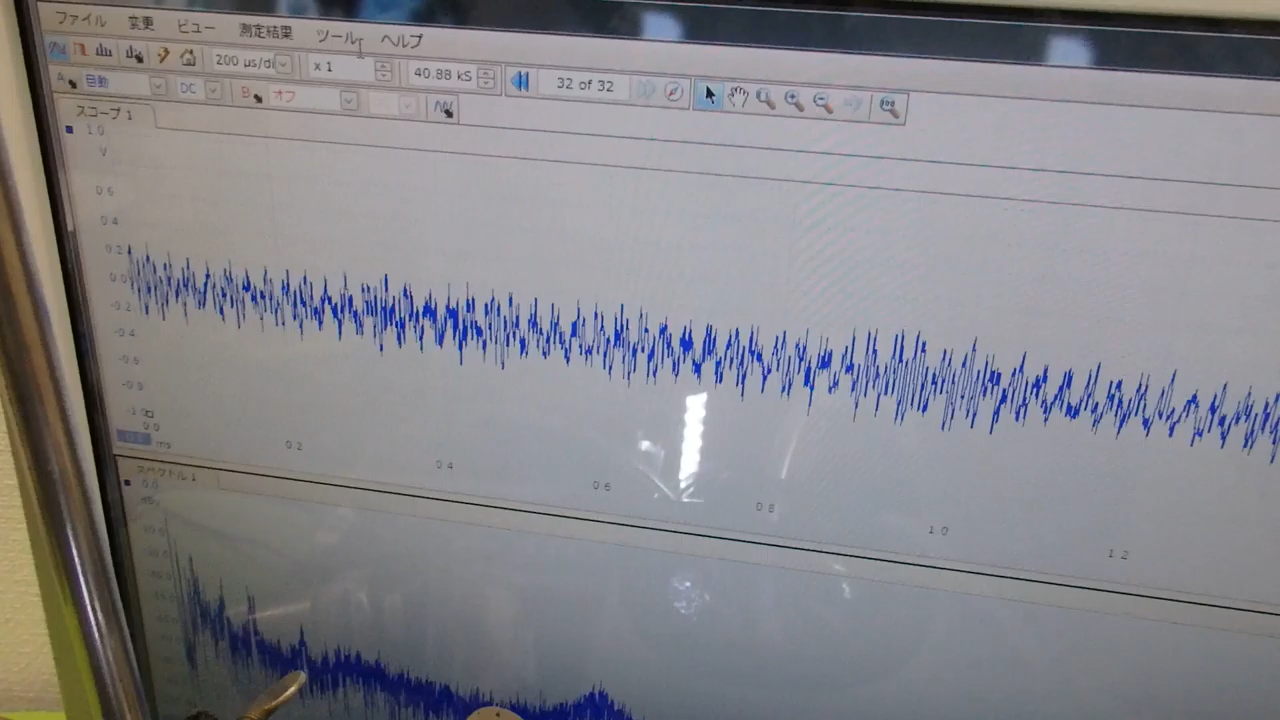 ファイル 変更 ビュー 測定結果 ツール ヘルプ
200 µs/di x 1 40.88 kS 32 of 32
A 自動 DC B オフ
スコープ 1
1.0
V
0.6
0.4
0.2
0.0
-0.2
-0.4
-0.6
-1.0
0.0
ms 0.2 0.4 0.6 0.8 1.0 1.2
スペクトル 1